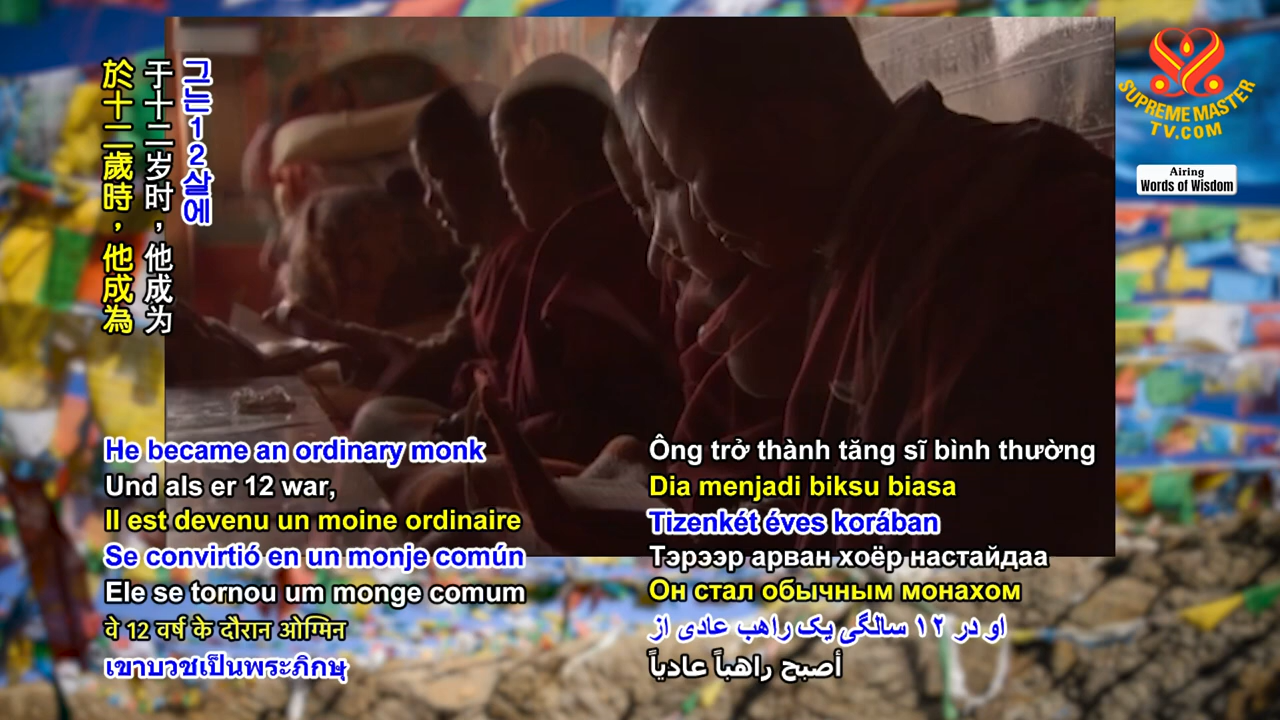 於十二歲時，他成為
于十二岁时，他成为
그는12살에
SUPREME MASTER
TV.COM
Airing
Words of Wisdom
He became an ordinary monk
Und als er 12 war,
Il est devenu un moine ordinaire
Se convirtió en un monje común
Ele se tornou um monge comum
वे 12 वर्ष के दौरान ओग्मिन
เขาบวชเป็นพระภิกษุ
Ông trở thành tăng sĩ bình thường
Dia menjadi biksu biasa
Tizenkét éves korában
Тэрээр арван хоёр настайдаа
Он стал обычным монахом
او در ۱۲ سالگی یک راهب عادی از
أصبح راهباً عادياً